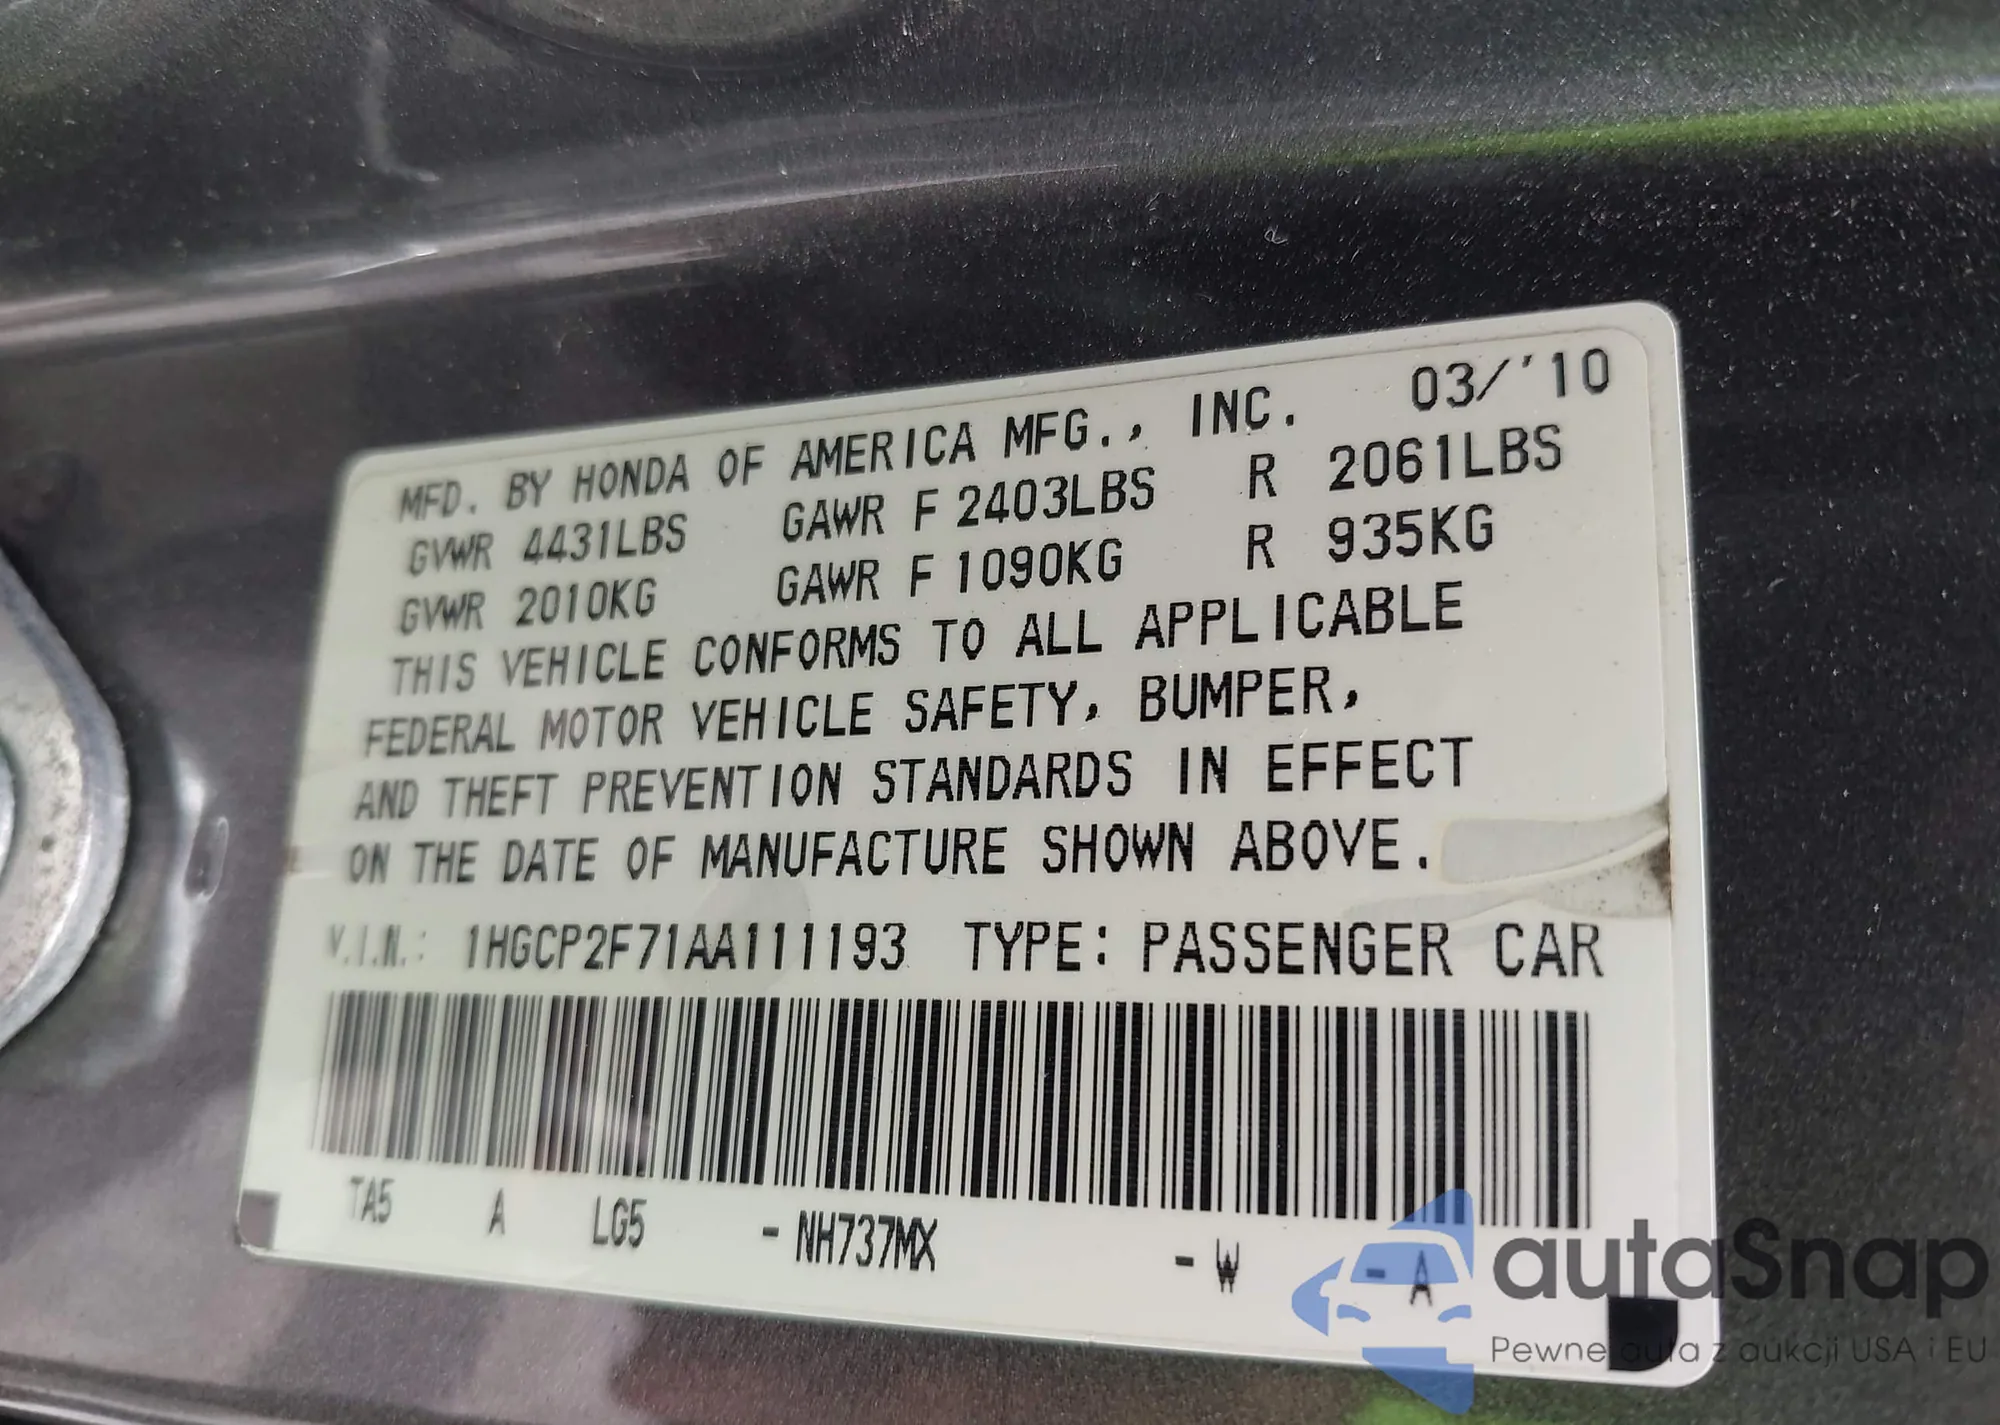 MFD. BY HONDA OF AMERICA MFG., INC. 03/'10
GVWR 4431LBS GAWR F 2403LBS R 2061LBS
GVWR 2010KG GAWR F 1090KG R 935KG
THIS VEHICLE CONFORMS TO ALL APPLICABLE
FEDERAL MOTOR VEHICLE SAFETY, BUMPER,
AND THEFT PREVENTION STANDARDS IN EFFECT
ON THE DATE OF MANUFACTURE SHOWN ABOVE.
V.I.N.: 1HGCP2F71AA111193 TYPE: PASSENGER CAR
TA5 A LG5 - NH737MX - W - A
autaSnap
Pewne auta z aukcji USA i EU